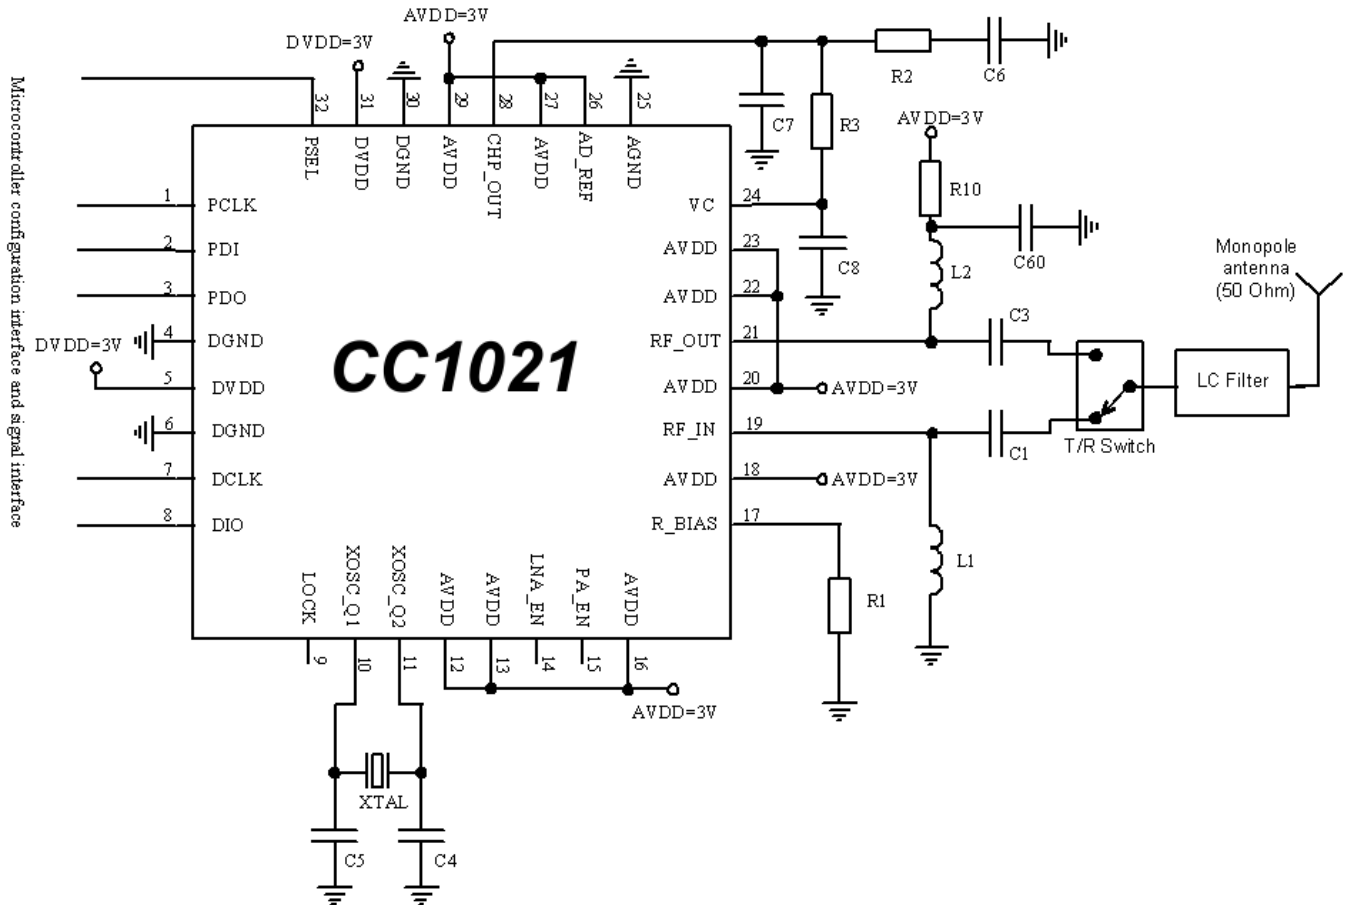 AVDD=3V
DVDD=3V
32
31
30
29
28
27
26
25
PSEL
DVDD
DGND
AVDD
CHP_OUT
AVDD
AD_REF
AGND
R2
C6
C7
R3
AVDD=3V
R10
C60
L2
C8
Microcontroller configuration interface and signal interface
1 PCLK
2 PDI
3 PDO
4 DGND
DVDD=3V
5 DVDD
6 DGND
7 DCLK
8 DIO
CC1021
VC 24
AVDD 23
AVDD 22
RF_OUT 21
AVDD 20
AVDD=3V
RF_IN 19
AVDD 18
AVDD=3V
R_BIAS 17
C3
C1
T/R Switch
LC Filter
Monopole
antenna
(50 Ohm)
L1
R1
LOCK
XOSC_Q1
XOSC_Q2
AVDD
AVDD
LNA_EN
PA_EN
AVDD
9
10
11
12
13
14
15
16
AVDD=3V
XTAL
C5
C4